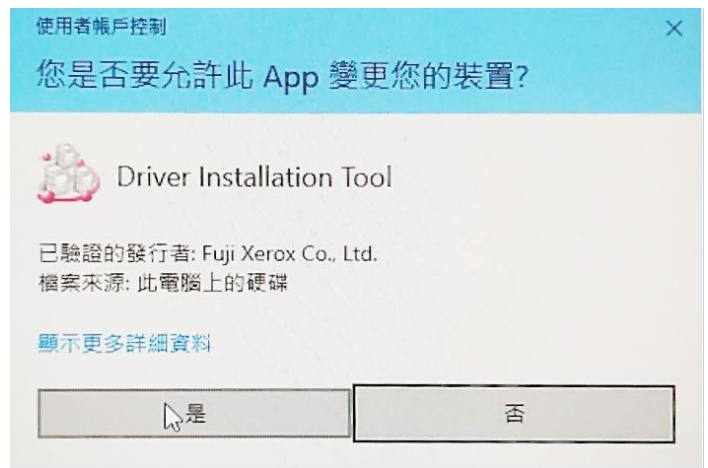 使用者帳戶控制
您是否要允許此 App 變更您的裝置?
Driver Installation Tool
已驗證的發行者: Fuji Xerox Co., Ltd.
檔案來源: 此電腦上的硬碟
顯示更多詳細資料
是
否